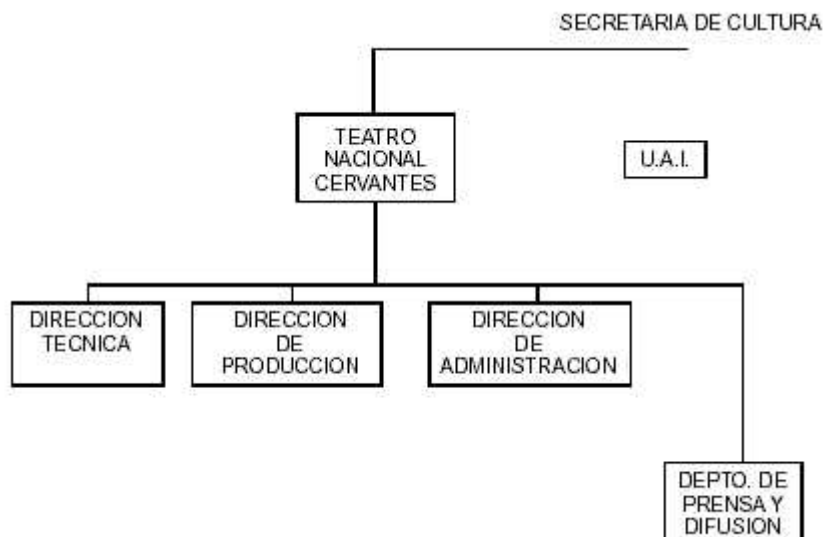 SECRETARIA DE CULTURA
TEATRO
NACIONAL
CERVANTES
U.A.I.
DIRECCION
TECNICA
DIRECCION
DE
PRODUCCION
DIRECCION
DE
ADMINISTRACION
DEPTO. DE
PRENSA Y
DIFUSION